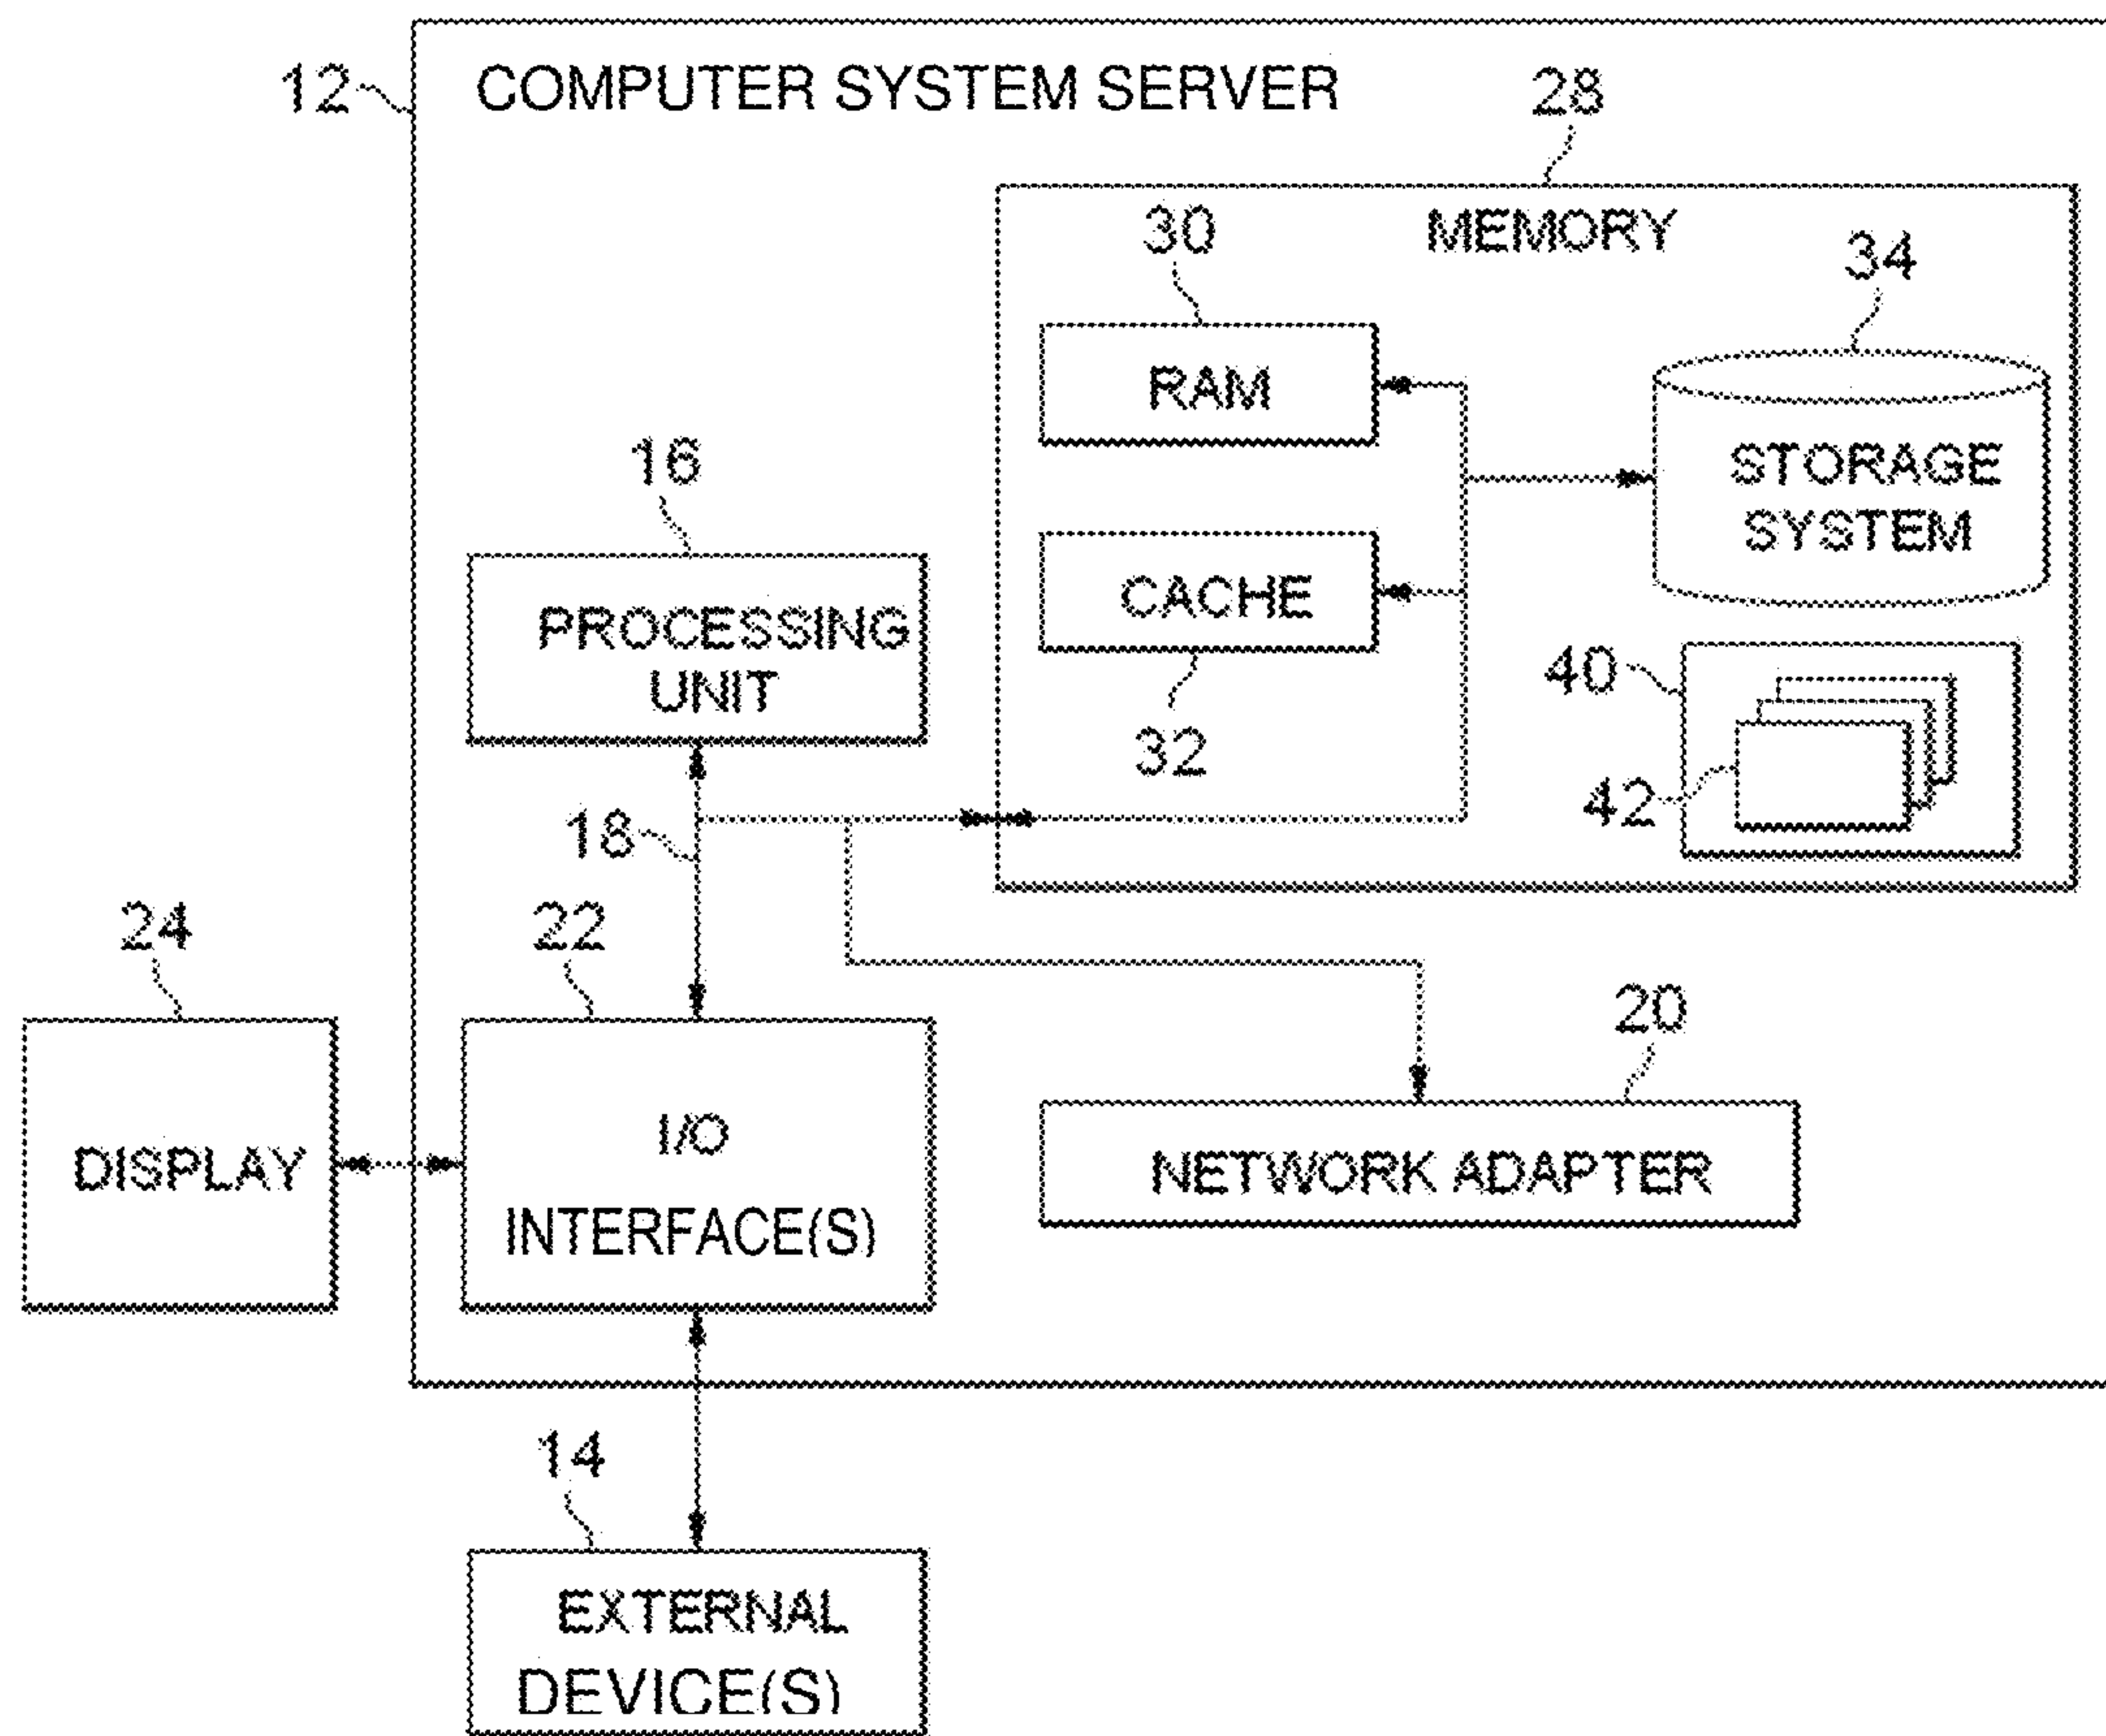 12
COMPUTER SYSTEM SERVER
28
MEMORY
30
34
RAM
STORAGE
SYSTEM
16
PROCESSING
UNIT
CACHE
32
40
42
18
24
22
20
DISPLAY
I/O
INTERFACE(S)
NETWORK ADAPTER
14
EXTERNAL
DEVICE(S)